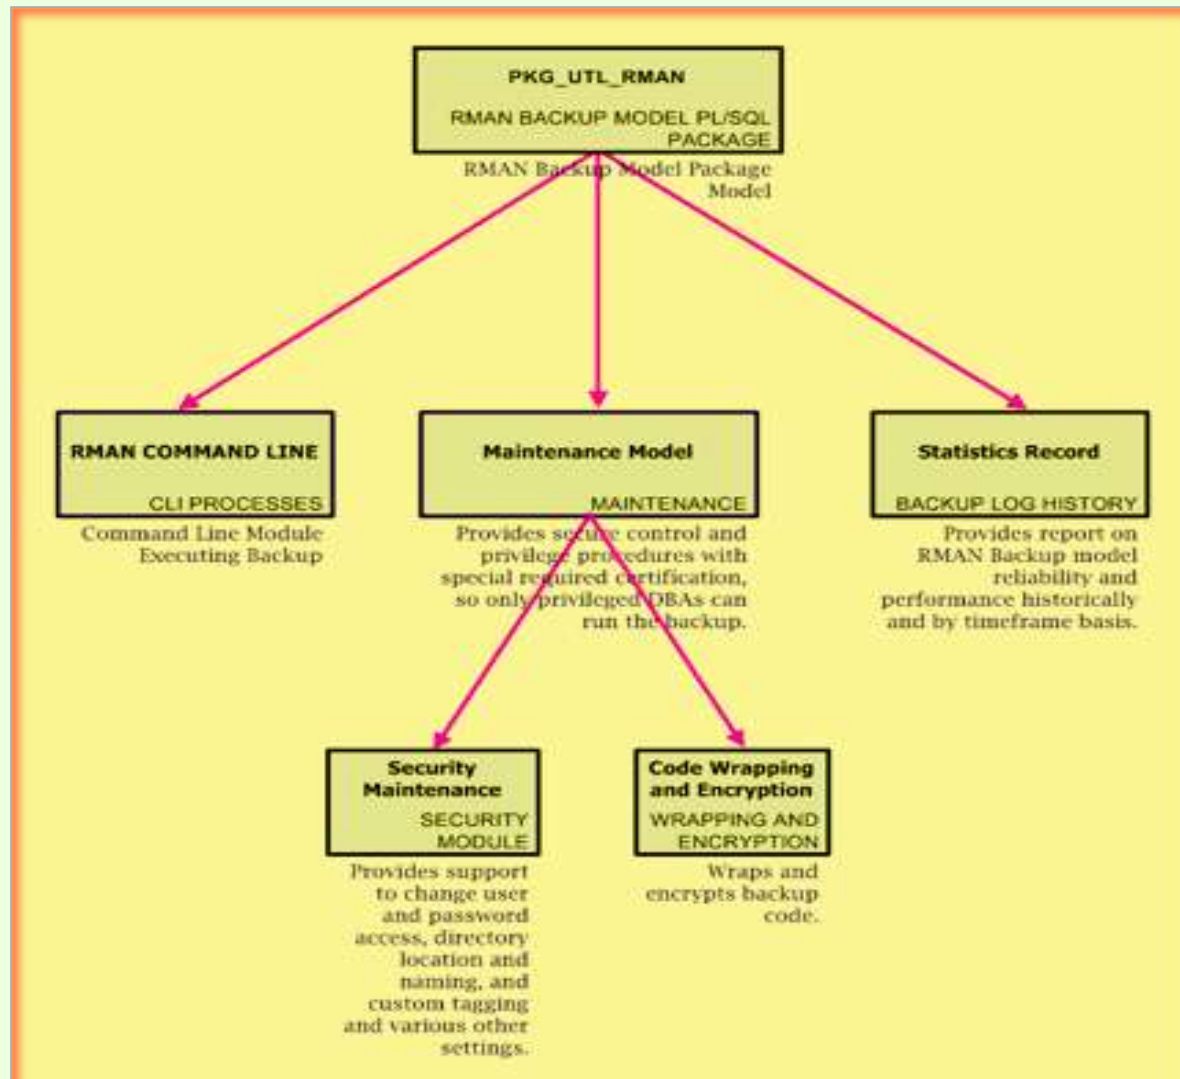 PKG_UTL_RMAN
RMAN BACKUP MODEL PL/SQL
PACKAGE
RMAN Backup Model Package
Model
RMAN COMMAND LINE
CLI PROCESSES
Command Line Module
Executing Backup
Maintenance Model
MAINTENANCE
Provides secure control and
privilege procedures with
special required certification,
so only privileged DBAs can
run the backup.
Statistics Record
BACKUP LOG HISTORY
Provides report on
RMAN Backup model
reliability and
performance historically
and by timeframe basis.
Security
Maintenance
SECURITY
MODULE
Provides support
to change user
and password
access, directory
location and
naming, and
custom tagging
and various other
settings.
Code Wrapping
and Encryption
WRAPPING AND
ENCRYPTION
Wraps and
encrypts backup
code.